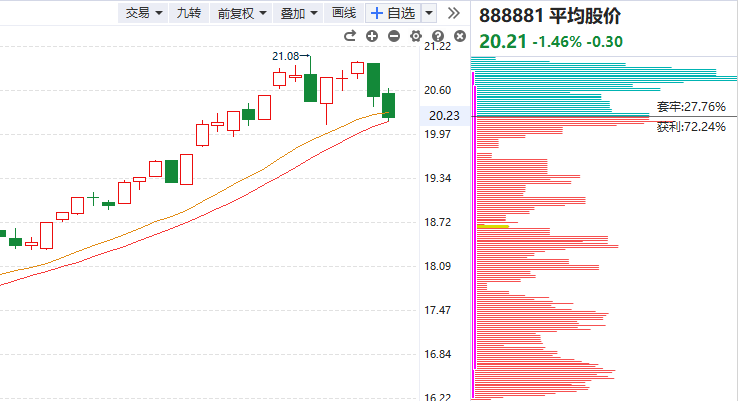 交易 九转 前复权 叠加 画线 自选
888881 平均股价
20.21 -1.46% -0.30
21.22
21.08
20.60
20.23
套牢:27.76%
获利:72.24%
19.97
19.34
18.72
18.09
17.47
16.84
16.22